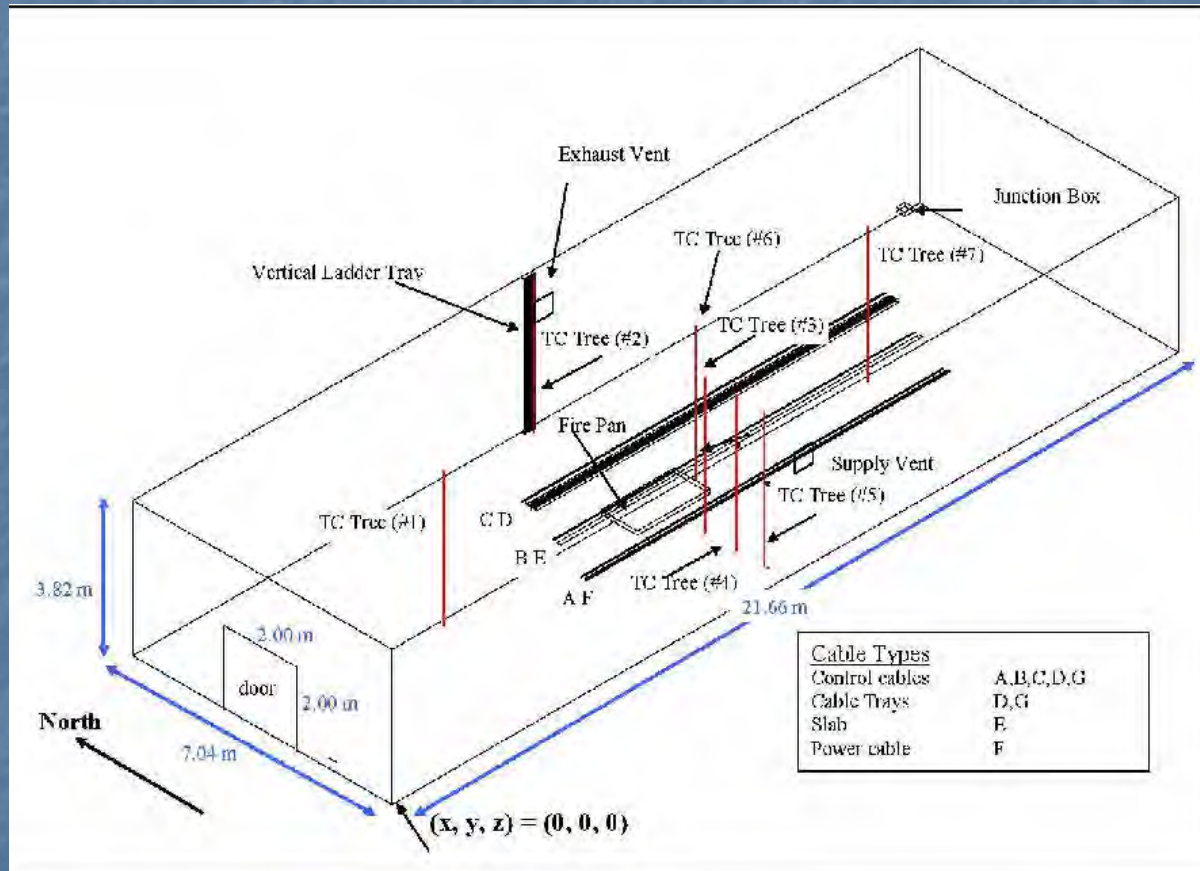 Exhaust Vent
Junction Box
TC Tree (#6)
TC Tree (#7)
Vertical Ladder Tray
TC Tree (#3)
TC Tree (#2)
Fire Pan
Supply Vent
TC Tree (#5)
TC Tree (#1)
C D
B E
A F
TC Tree (#4)
3.82 m
21.66 m
2.00 m
door
2.00 m
North
7.04 m
(x, y, z) = (0, 0, 0)
Cable Types
Control cables A,B,C,D,G
Cable Trays D,G
Slab E
Power cable F